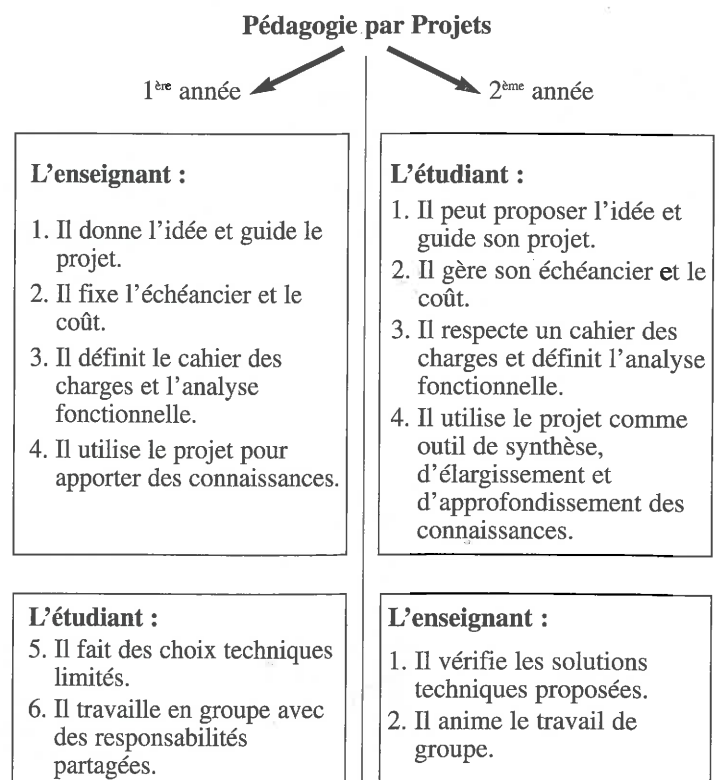 Pédagogie par Projets
1ère année
2ème année
L'enseignant :
1. Il donne l'idée et guide le
projet.
2. Il fixe l'échéancier et le
coût.
3. Il définit le cahier des
charges et l'analyse
fonctionnelle.
4. Il utilise le projet pour
apporter des connaissances.
L'étudiant :
1. Il peut proposer l'idée et
guide son projet.
2. Il gère son échéancier et le
coût.
3. Il respecte un cahier des
charges et définit l'analyse
fonctionnelle.
4. Il utilise le projet comme
outil de synthèse,
d'élargissement et
d'approfondissement des
connaissances.
L'étudiant :
5. Il fait des choix techniques
limités.
6. Il travaille en groupe avec
des responsabilités
partagées.
L'enseignant :
1. Il vérifie les solutions
techniques proposées.
2. Il anime le travail de
groupe.